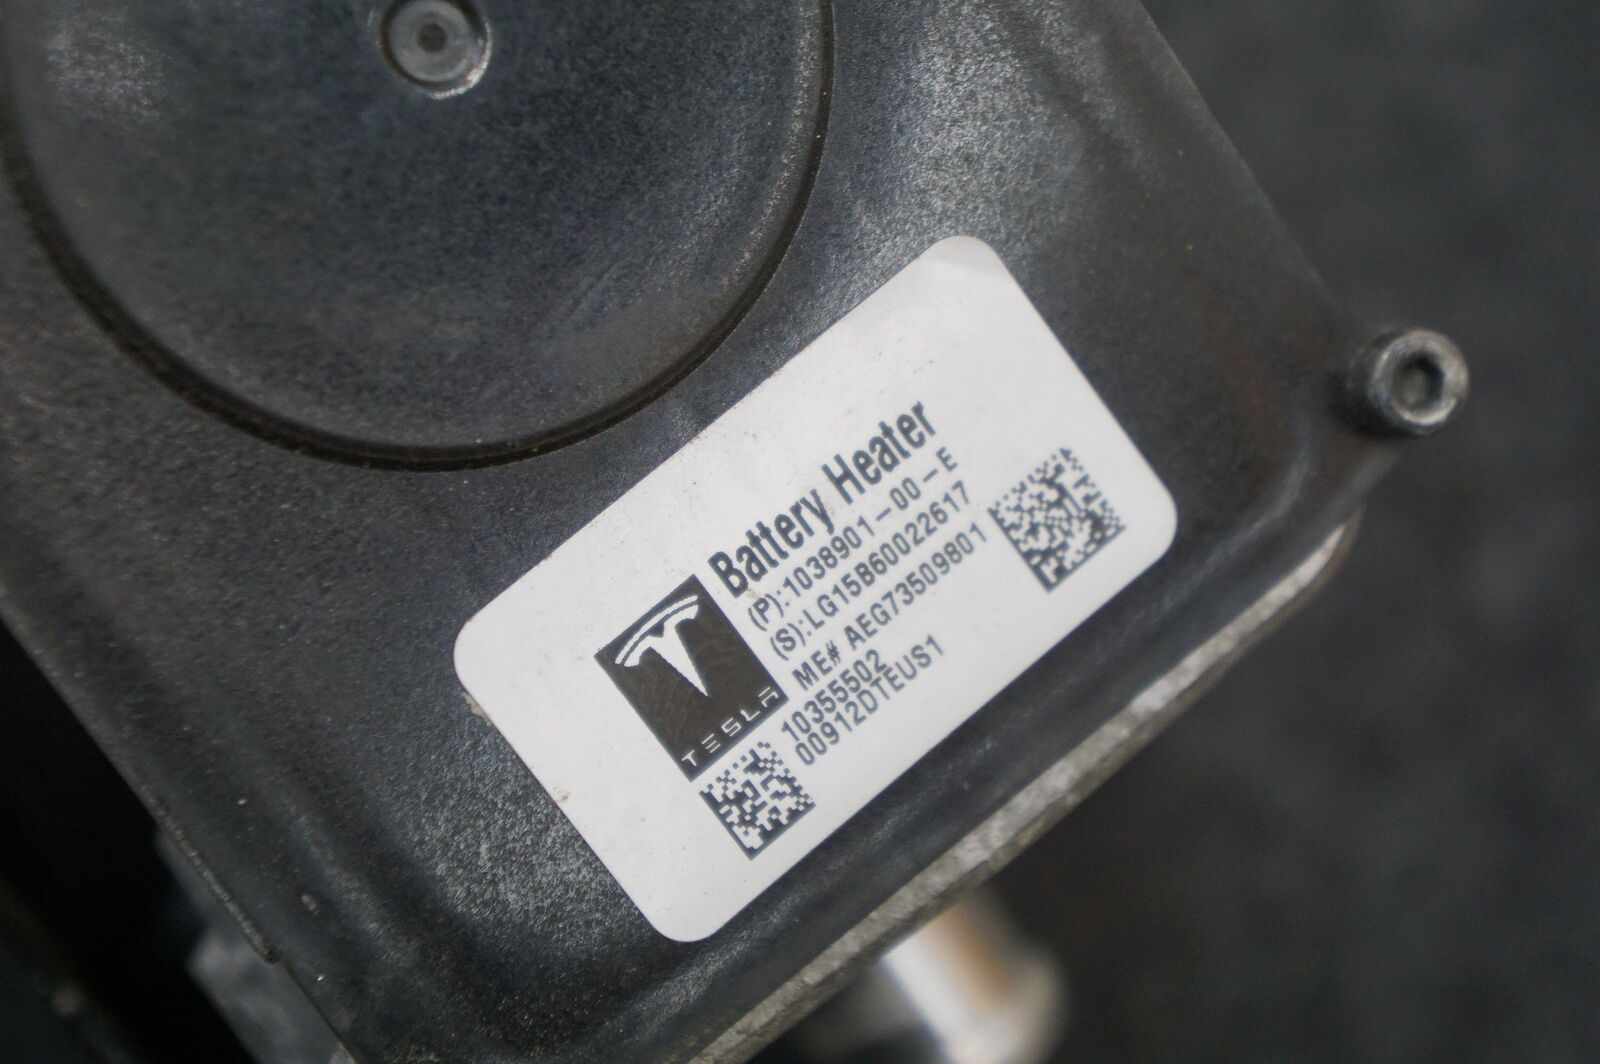 Battery Heater
(P):1038901-00-E
(S):LG15B60022617
ME# AEG73509801
10355502
00912DTEUS1
TESLA